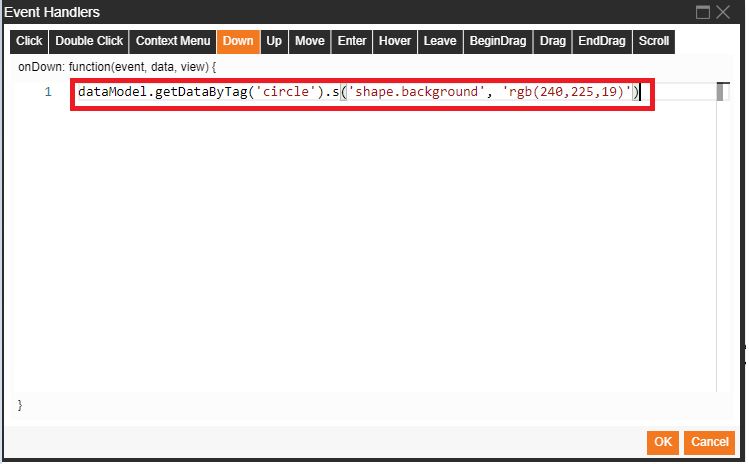 Event Handlers
Click Double Click Context Menu Down Up Move Enter Hover Leave BeginDrag Drag EndDrag Scroll
onDown: function(event, data, view) {
1 dataModel.getDataByTag('circle').s('shape.background', 'rgb(240,225,19)')
}
OK Cancel